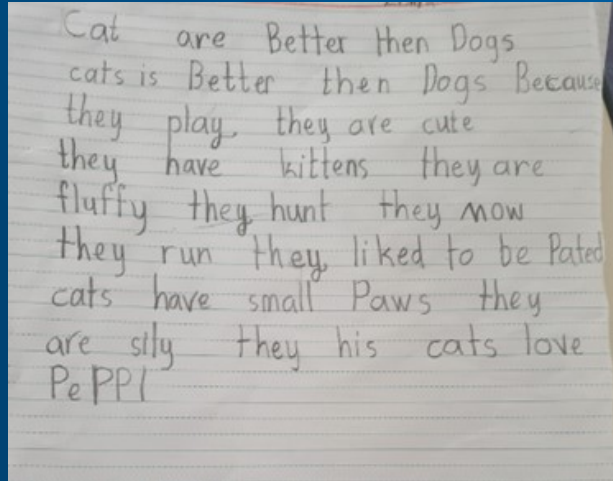 Cat are Better then Dogs
cats is Better then Dogs Because
they play. they are cute
they have kittens they are
fluffy they hunt they mow
they run they liked to be Pated
cats have small Paws they
are sily they his cats love
PePPl